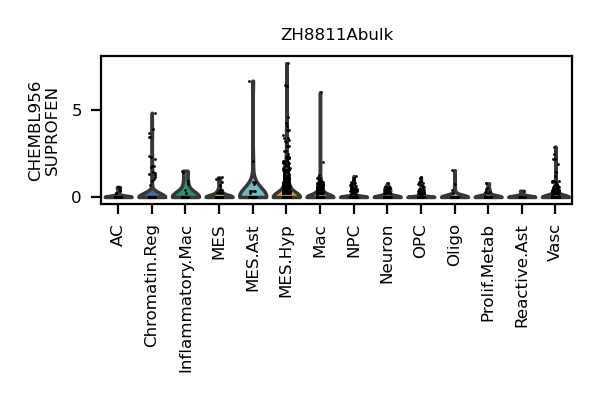 ZH8811Abulk
CHEMBL956
SUPROFEN
5
0
AC
Chromatin.Reg
Inflammatory.Mac
MES
MES.Ast
MES.Hyp
Mac
NPC
Neuron
OPC
Oligo
Prolif.Metab
Reactive.Ast
Vasc